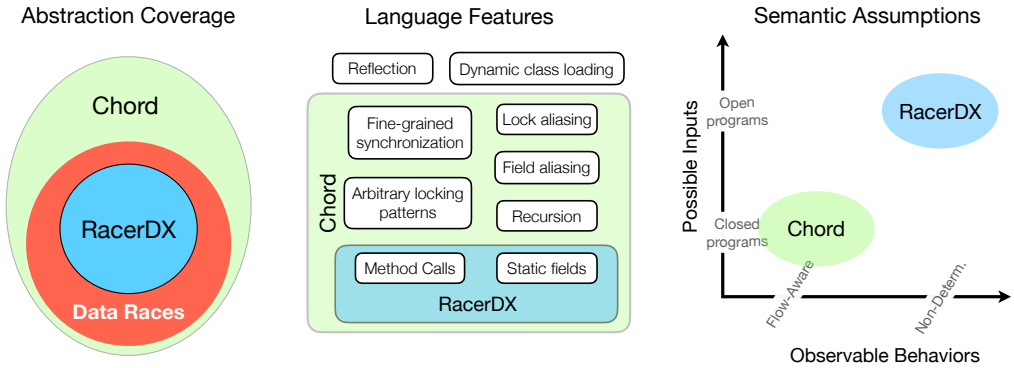 Abstraction Coverage
Chord
RacerDX
Data Races
Language Features
Reflection
Dynamic class loading
Chord
Fine-grained
synchronization
Lock aliasing
Field aliasing
Arbitrary locking
patterns
Recursion
Method Calls
Static fields
RacerDX
Semantic Assumptions
Possible Inputs
Open
programs
RacerDX
Closed
programs
Chord
Flow-Aware
Non-Determ.
Observable Behaviors